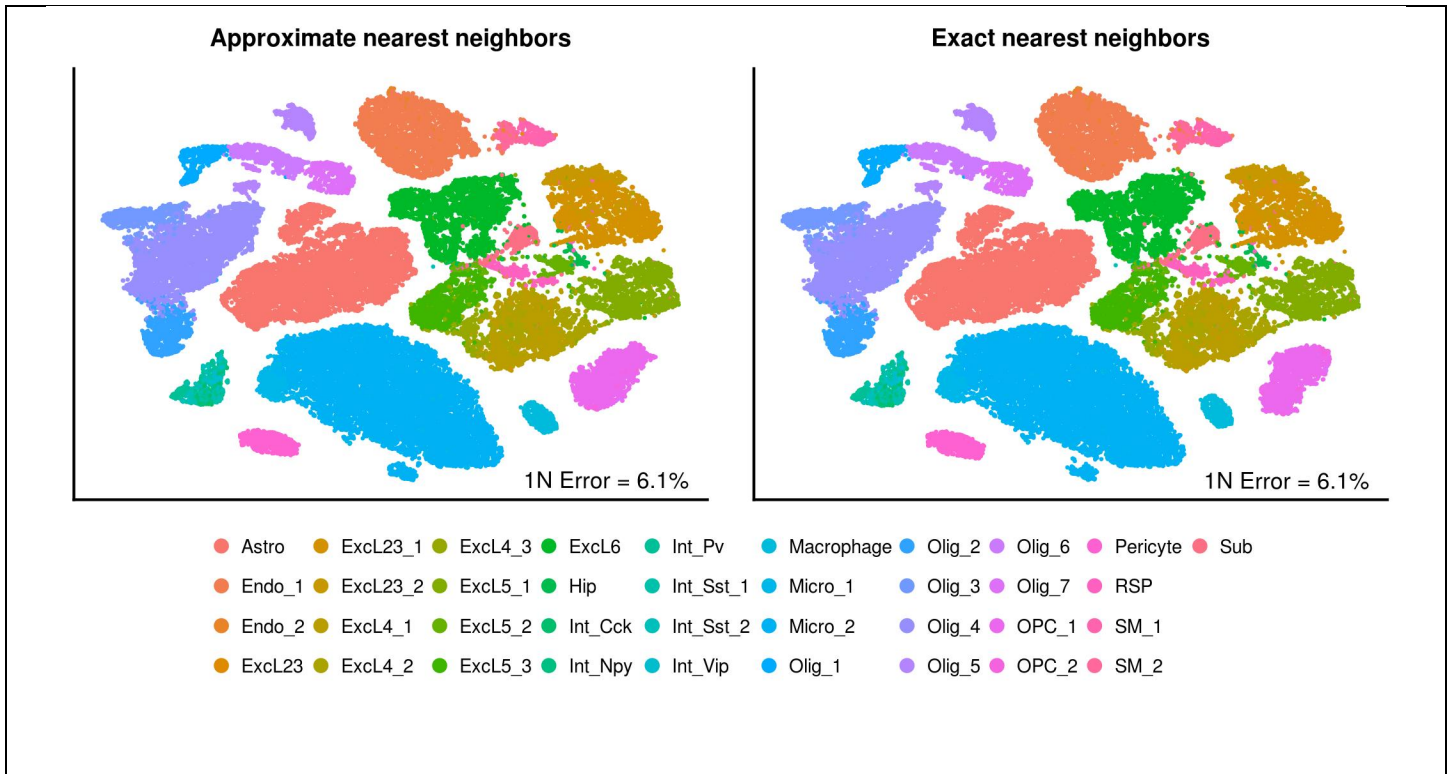 Approximate nearest neighbors
Exact nearest neighbors
1N Error = 6.1%
1N Error = 6.1%
Astro ExcL23_1 ExcL4_3 ExcL6 Int_Pv Macrophage Olig_2 Olig_6 Pericyte Sub
Endo_1 ExcL23_2 ExcL5_1 Hip Int_Sst_1 Micro_1 Olig_3 Olig_7 RSP
Endo_2 ExcL4_1 ExcL5_2 Int_Cck Int_Sst_2 Micro_2 Olig_4 OPC_1 SM_1
ExcL23 ExcL4_2 ExcL5_3 Int_Npy Int_Vip Olig_1 Olig_5 OPC_2 SM_2